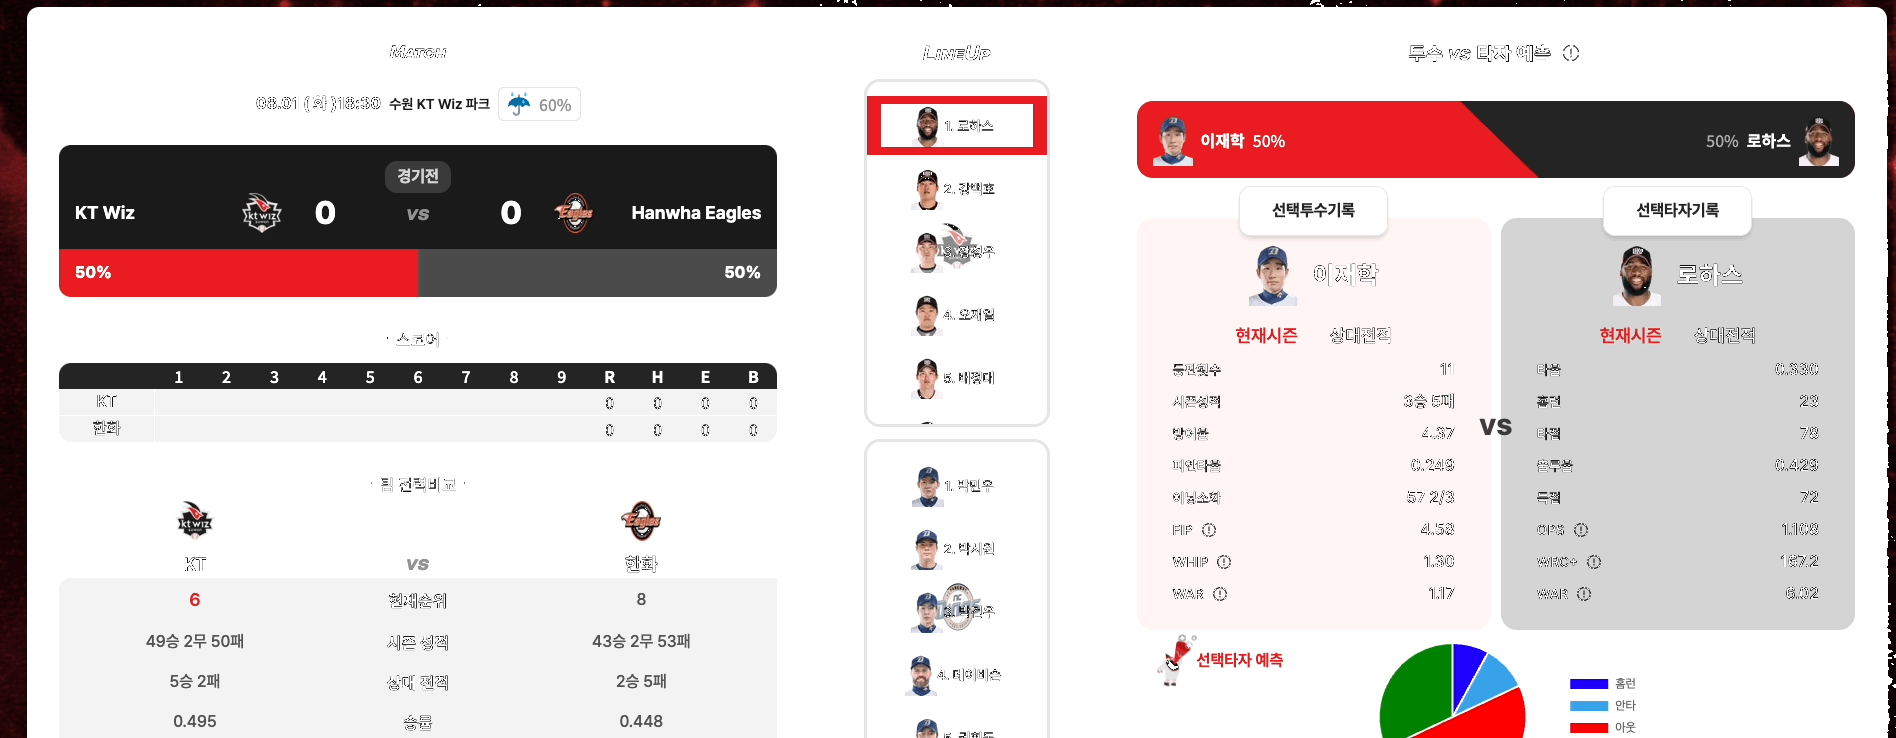 MATCH
08.01 (화)18:30 수원 KT Wiz 파크 60%
경기전
KT Wiz 0 vs 0 Hanwha Eagles
50% 50%
· 스코어 ·
1 2 3 4 5 6 7 8 9 R H E B
KT 0 0 0 0
한화 0 0 0 0
· 팀 전력비교 ·
KT vs 한화
6 현재순위 8
49승 2무 50패 시즌 성적 43승 2무 53패
5승 2패 상대 전적 2승 5패
0.495 승률 0.448
LINEUP
1. 로하스
2. 강백호
3. 장성우
4. 오재일
5. 배정대
1. 박민우
2. 박시원
3. 박건우
4. 데이비슨
5. 권희동
투수 vs 타자 예측
이재학 50% 50% 로하스
선택투수기록
이재학
현재시즌 상대전적
등판횟수 11
시즌성적 3승 5패
방어율 4.37
피안타율 0.249
이닝소화 57 2/3
FIP 4.58
WHIP 1.30
WAR 1.17
vs
선택타자기록
로하스
현재시즌 상대전적
타율 0.330
홈런 23
타점 78
출루율 0.429
득점 72
OPS 1.108
WRC+ 167.2
WAR 6.02
선택타자 예측
홈런
안타
아웃